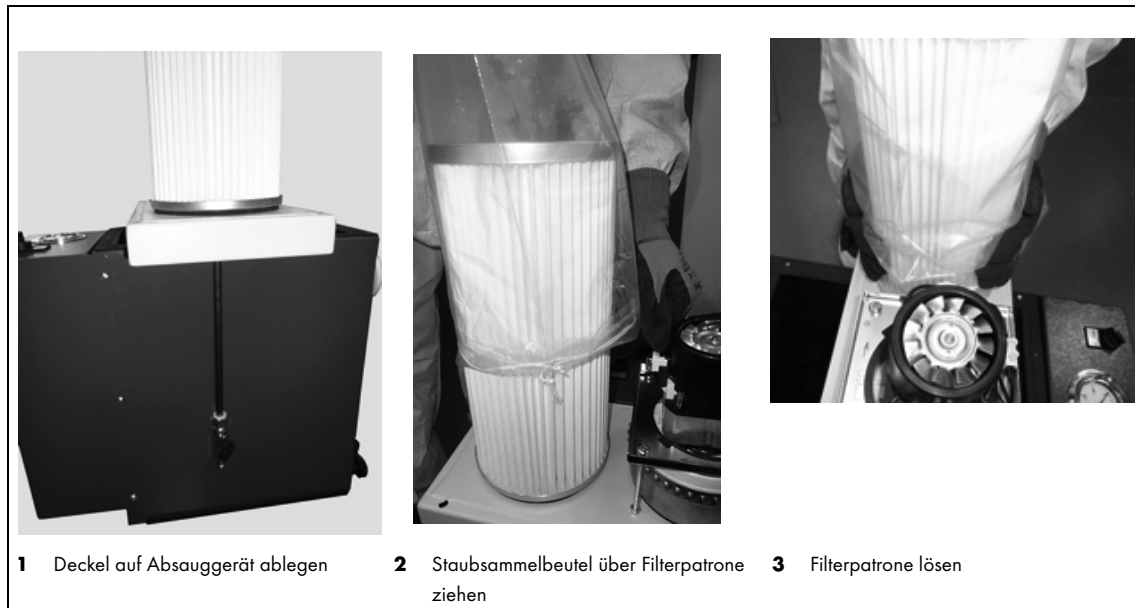 1 Deckel auf Absauggerät ablegen
2 Staubsammelbeutel über Filterpatrone
ziehen
3 Filterpatrone lösen